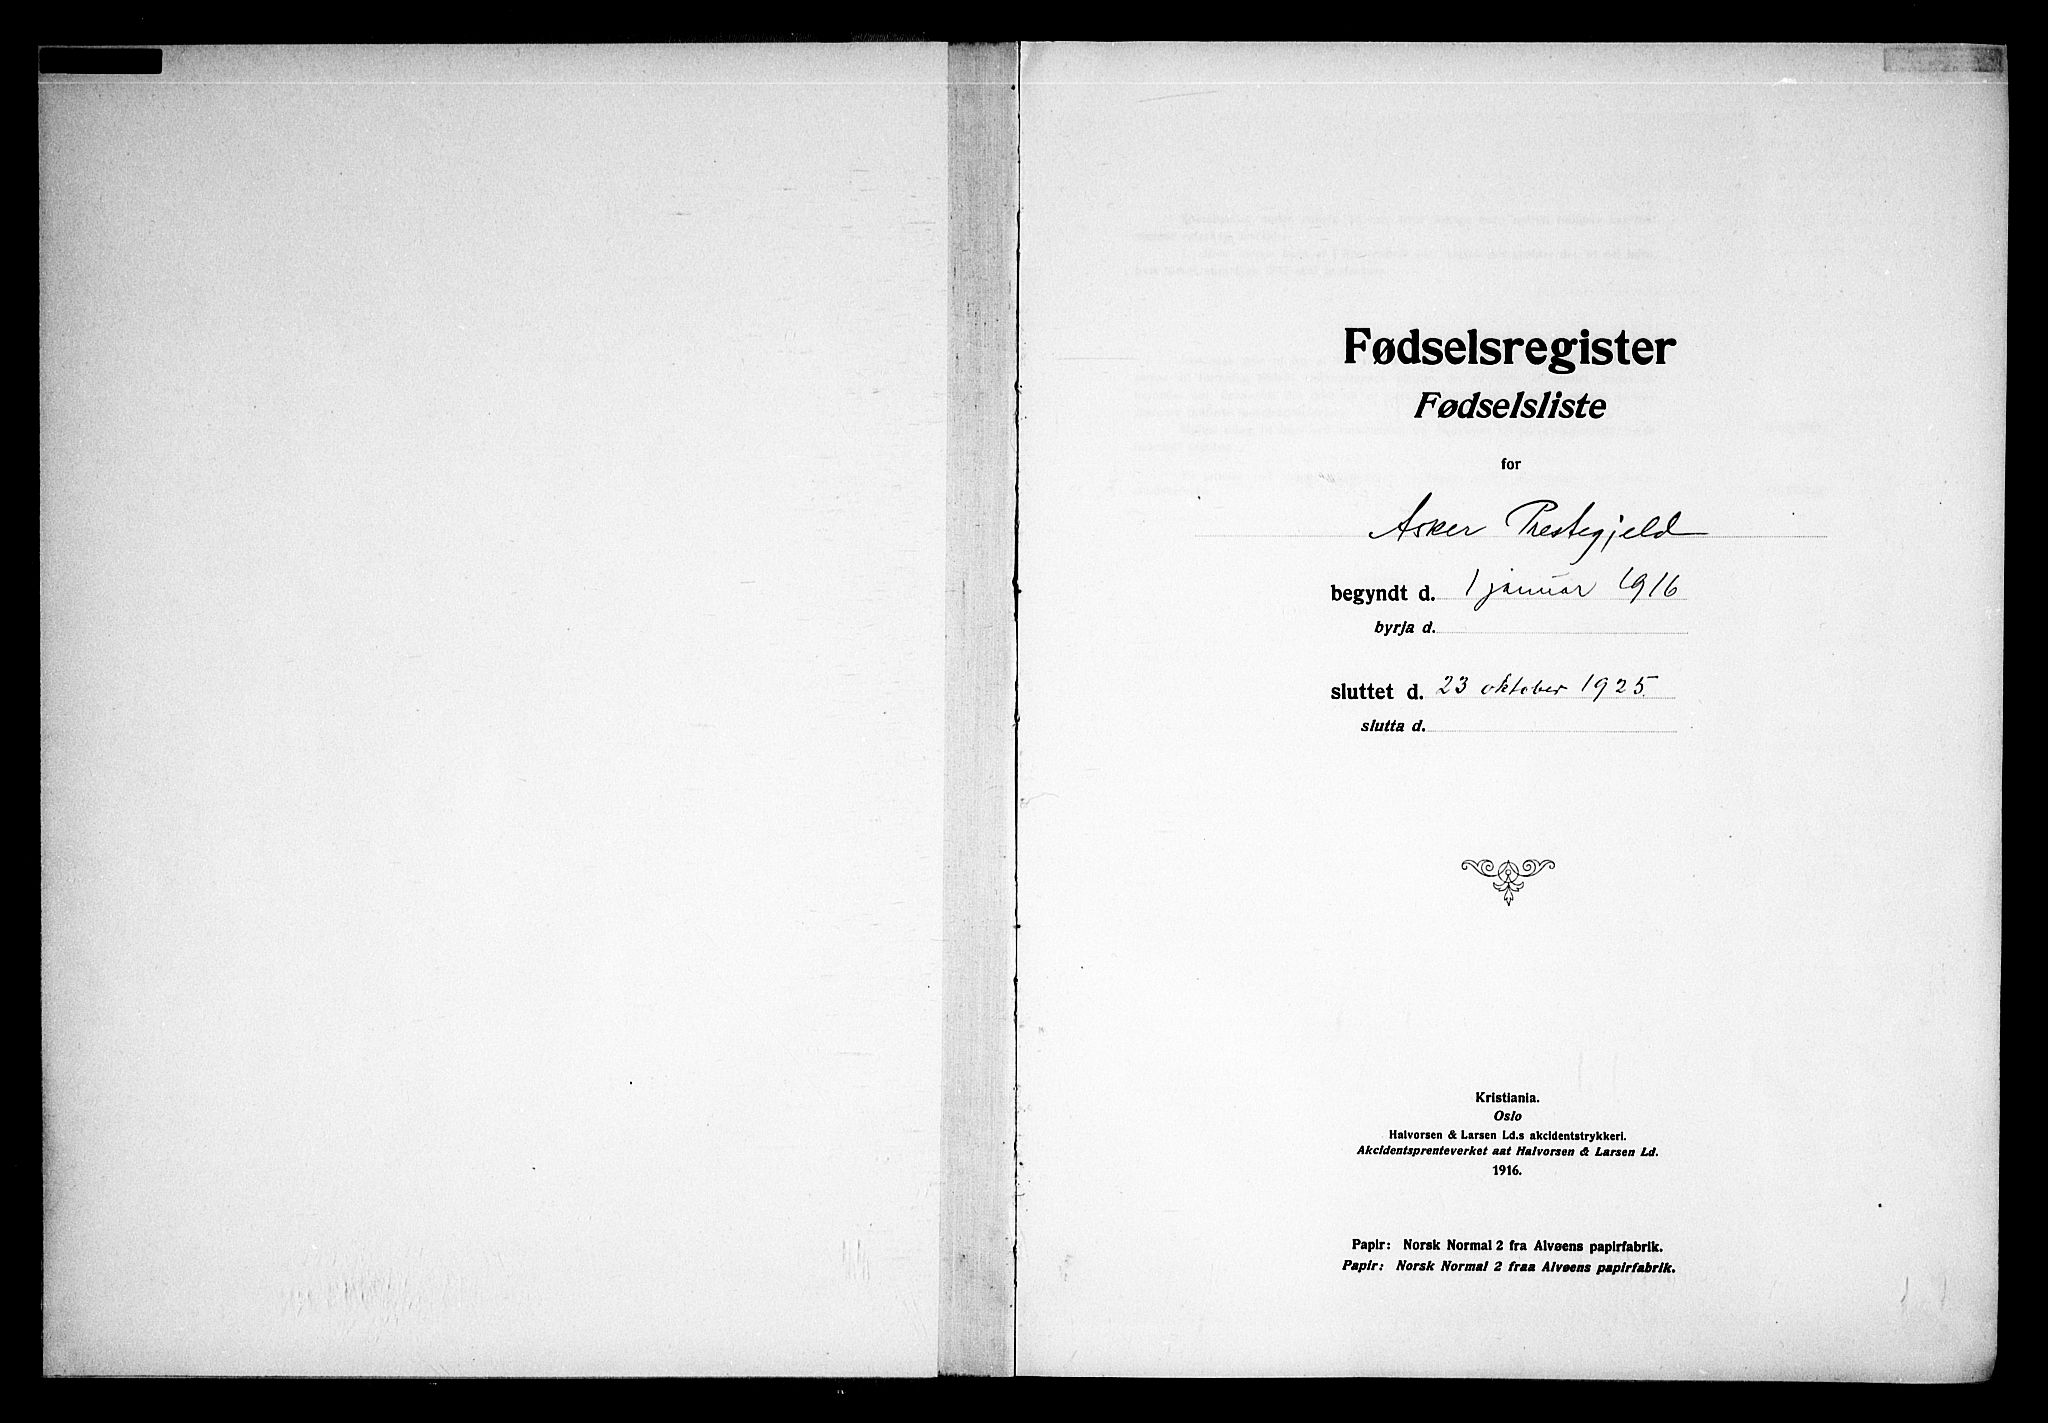 Fødselsregister
Fødselsliste
for
Asker Prestegjeld
begyndt d. 1 januar 1916
byrja d.
sluttet d. 23 oktober 1925.
slutta d.
Kristiania.
Oslo
Halvorsen & Larsen Ld.s akcidentstrykkeri.
Akcidentsprenteverket aat Halvorsen & Larsen Ld.
1916.
Papir: Norsk Normal 2 fra Alvøens papirfabrik.
Papir: Norsk Normal 2 fraa Alvøens papirfabrik.